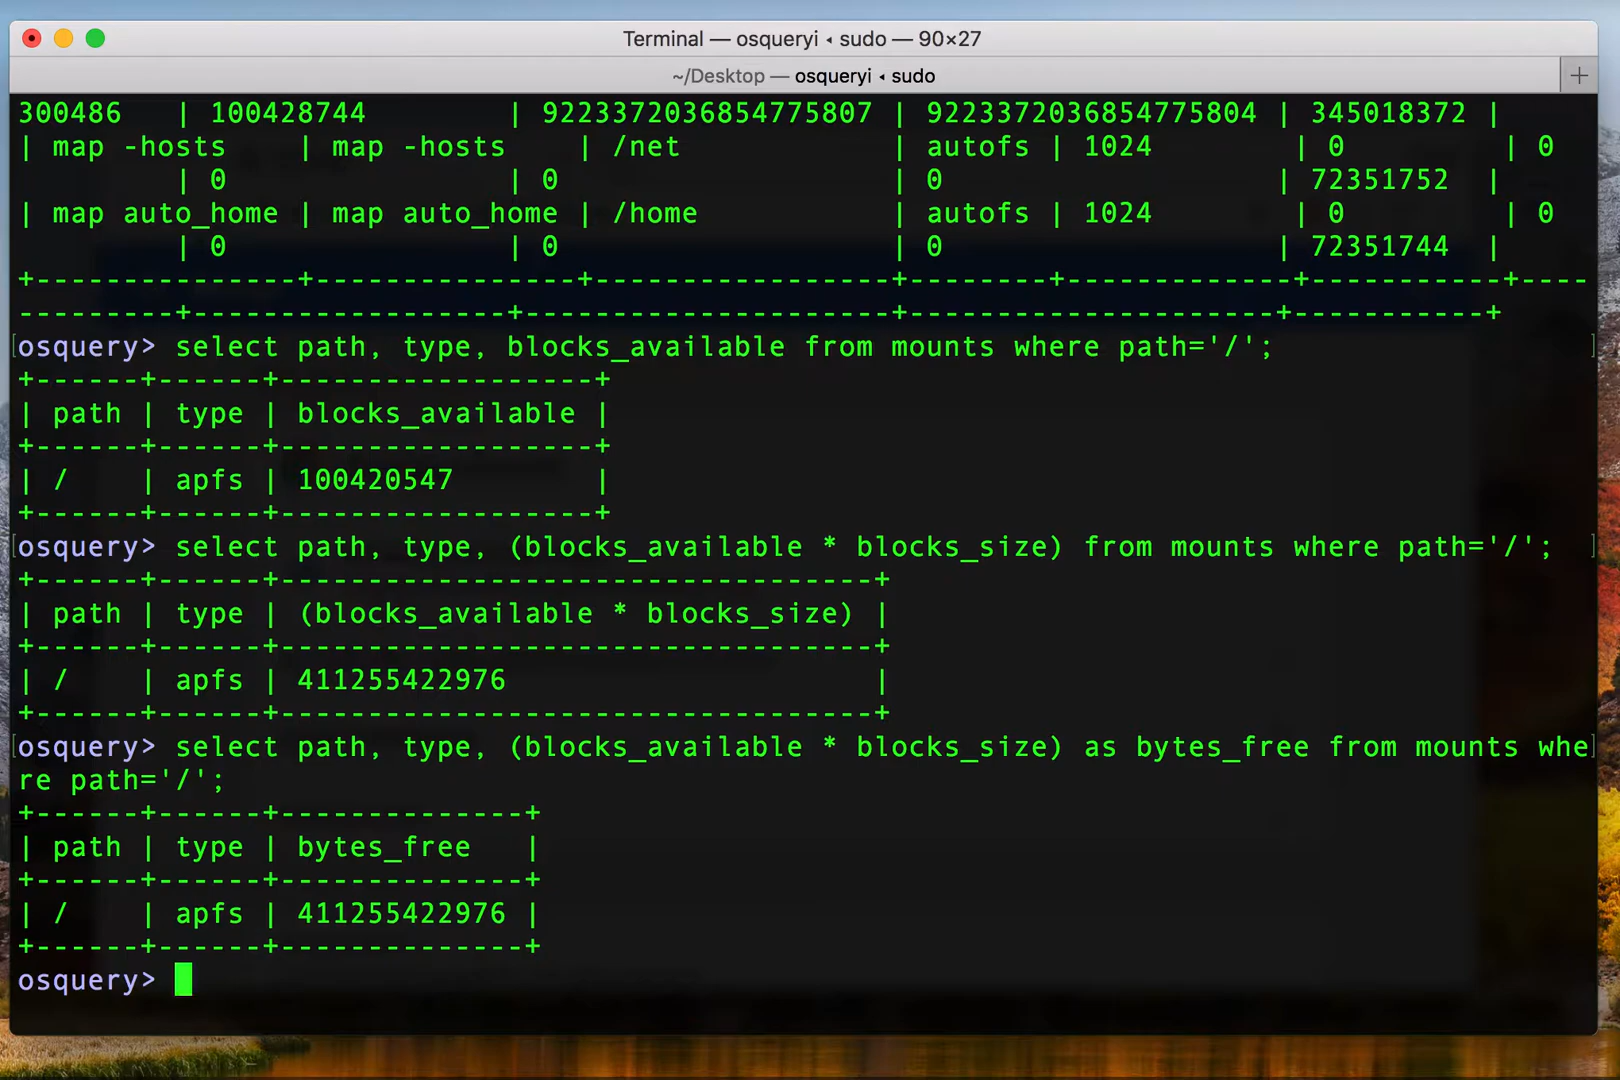 Terminal — osqueryi ◂ sudo — 90×27
~/Desktop — osqueryi ◂ sudo +
300486   | 100428744        | 9223372036854775807 | 9223372036854775804 | 345018372 |
| map -hosts    | map -hosts    | /net            | autofs | 1024        | 0         | 0
         | 0                | 0                   | 0                   | 72351752  |
| map auto_home | map auto_home | /home           | autofs | 1024        | 0         | 0
         | 0                | 0                   | 0                   | 72351744  |
+---------------+---------------+-----------------+--------+-------------+-----------+----
---------+------------------+---------------------+---------------------+-----------+
[osquery> select path, type, blocks_available from mounts where path='/'; ]
+------+------+------------------+
| path | type | blocks_available |
+------+------+------------------+
| /    | apfs | 100420547        |
+------+------+------------------+
[osquery> select path, type, (blocks_available * blocks_size) from mounts where path='/'; ]
+------+------+----------------------------------+
| path | type | (blocks_available * blocks_size) |
+------+------+----------------------------------+
| /    | apfs | 411255422976                     |
+------+------+----------------------------------+
[osquery> select path, type, (blocks_available * blocks_size) as bytes_free from mounts whe]
re path='/';
+------+------+--------------+
| path | type | bytes_free   |
+------+------+--------------+
| /    | apfs | 411255422976 |
+------+------+--------------+
osquery>